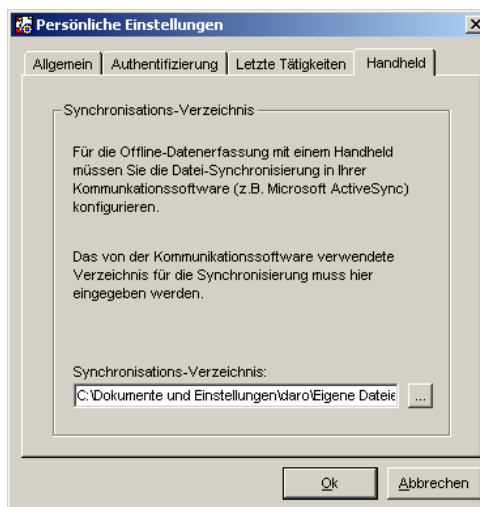 Persönliche Einstellungen
Allgemein Authentifizierung Letzte Tätigkeiten Handheld
Synchronisations-Verzeichnis
Für die Offline-Datenerfassung mit einem Handheld
müssen Sie die Datei-Synchronisierung in Ihrer
Kommunkationssoftware (z.B. Microsoft ActiveSync)
konfigurieren.
Das von der Kommunikationssoftware verwendete
Verzeichnis für die Synchronisierung muss hier
eingegeben werden.
Synchronisations-Verzeichnis:
C:\Dokumente und Einstellungen\daro\Eigene Dateie ...
Ok Abbrechen